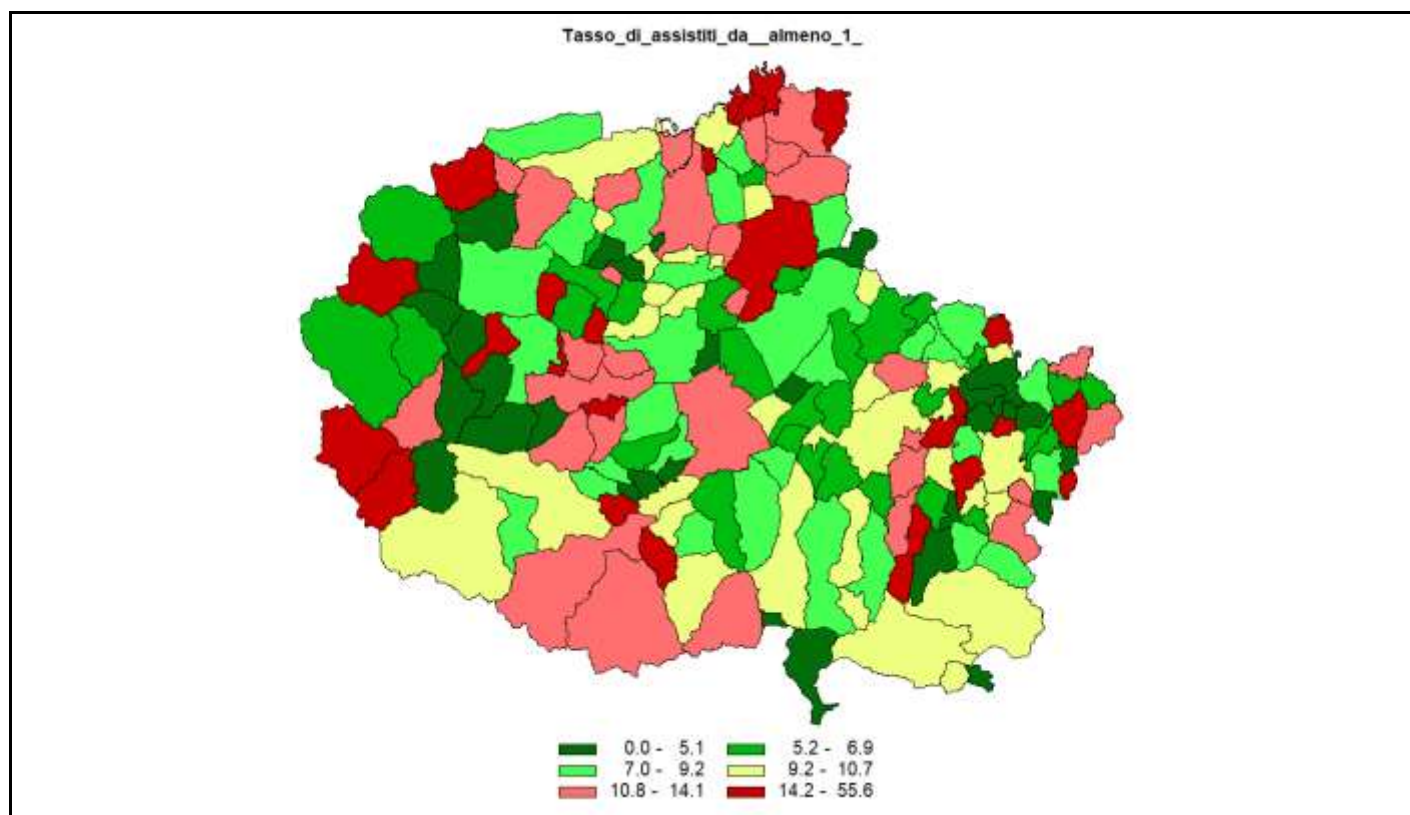 Tasso_di_assistiti_da__almeno_1_
0.0 - 5.1 5.2 - 6.9
7.0 - 9.2 9.2 - 10.7
10.8 - 14.1 14.2 - 55.6